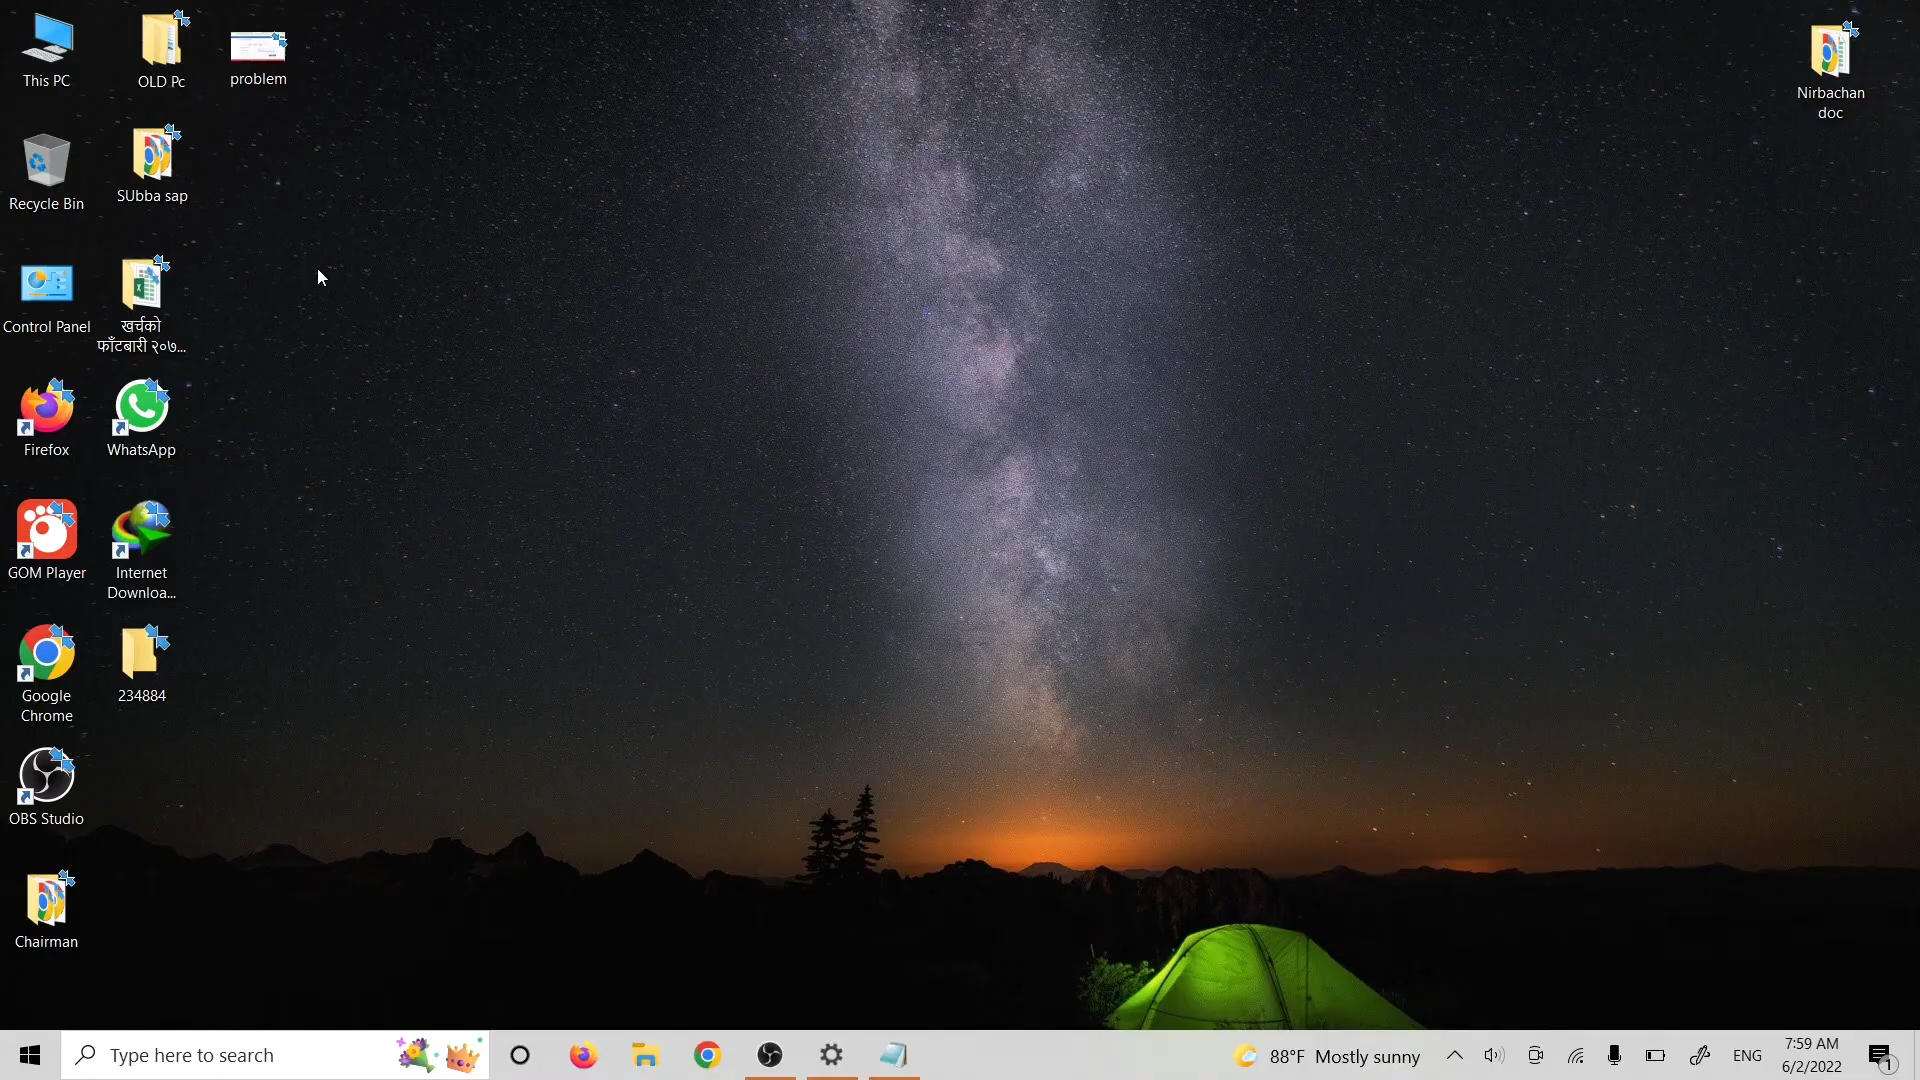 This PC
OLD Pc
problem
Nirbachan
doc
Recycle Bin
SUbba sap
Control Panel
खर्चको
फाँटबारी २०७...
Firefox
WhatsApp
GOM Player
Internet
Downloa...
Google
Chrome
234884
OBS Studio
Chairman
Type here to search
88°F Mostly sunny
ENG
7:59 AM
6/2/2022
1